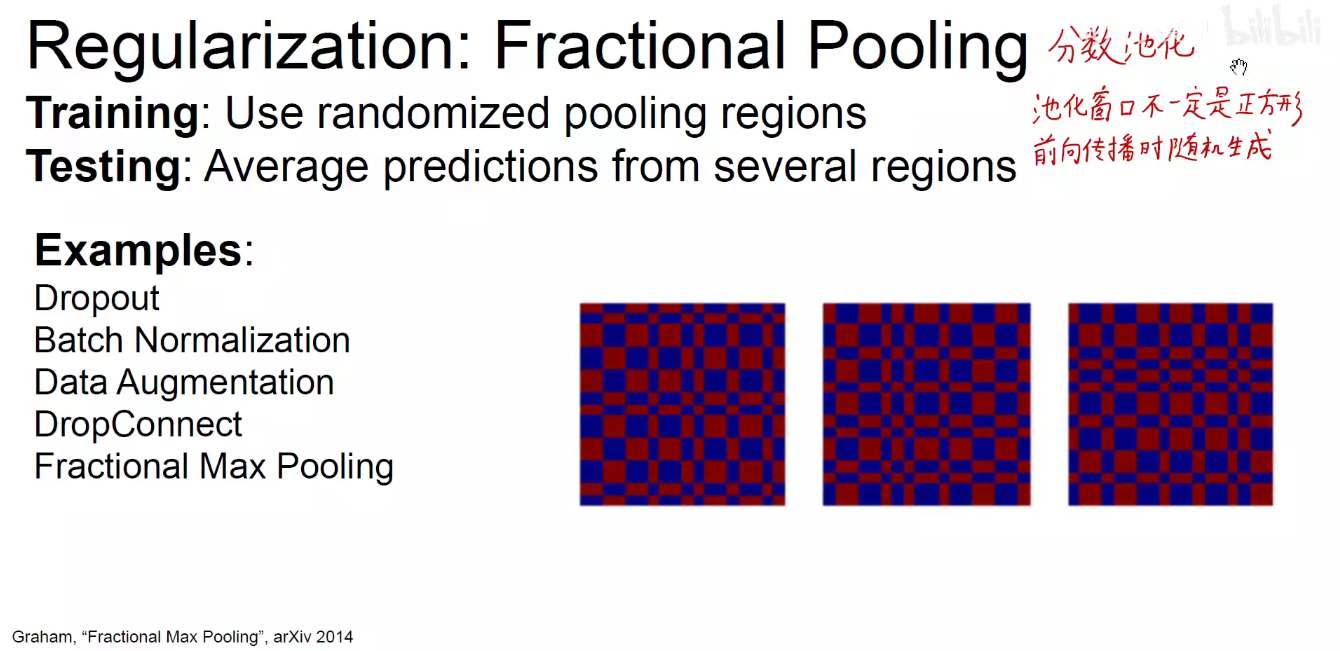 Regularization: Fractional Pooling
分数池化
bilibili
Training: Use randomized pooling regions
池化窗口不一定是正方形
Testing: Average predictions from several regions
前向传播时随机生成
Examples:
Dropout
Batch Normalization
Data Augmentation
DropConnect
Fractional Max Pooling
Graham, “Fractional Max Pooling”, arXiv 2014